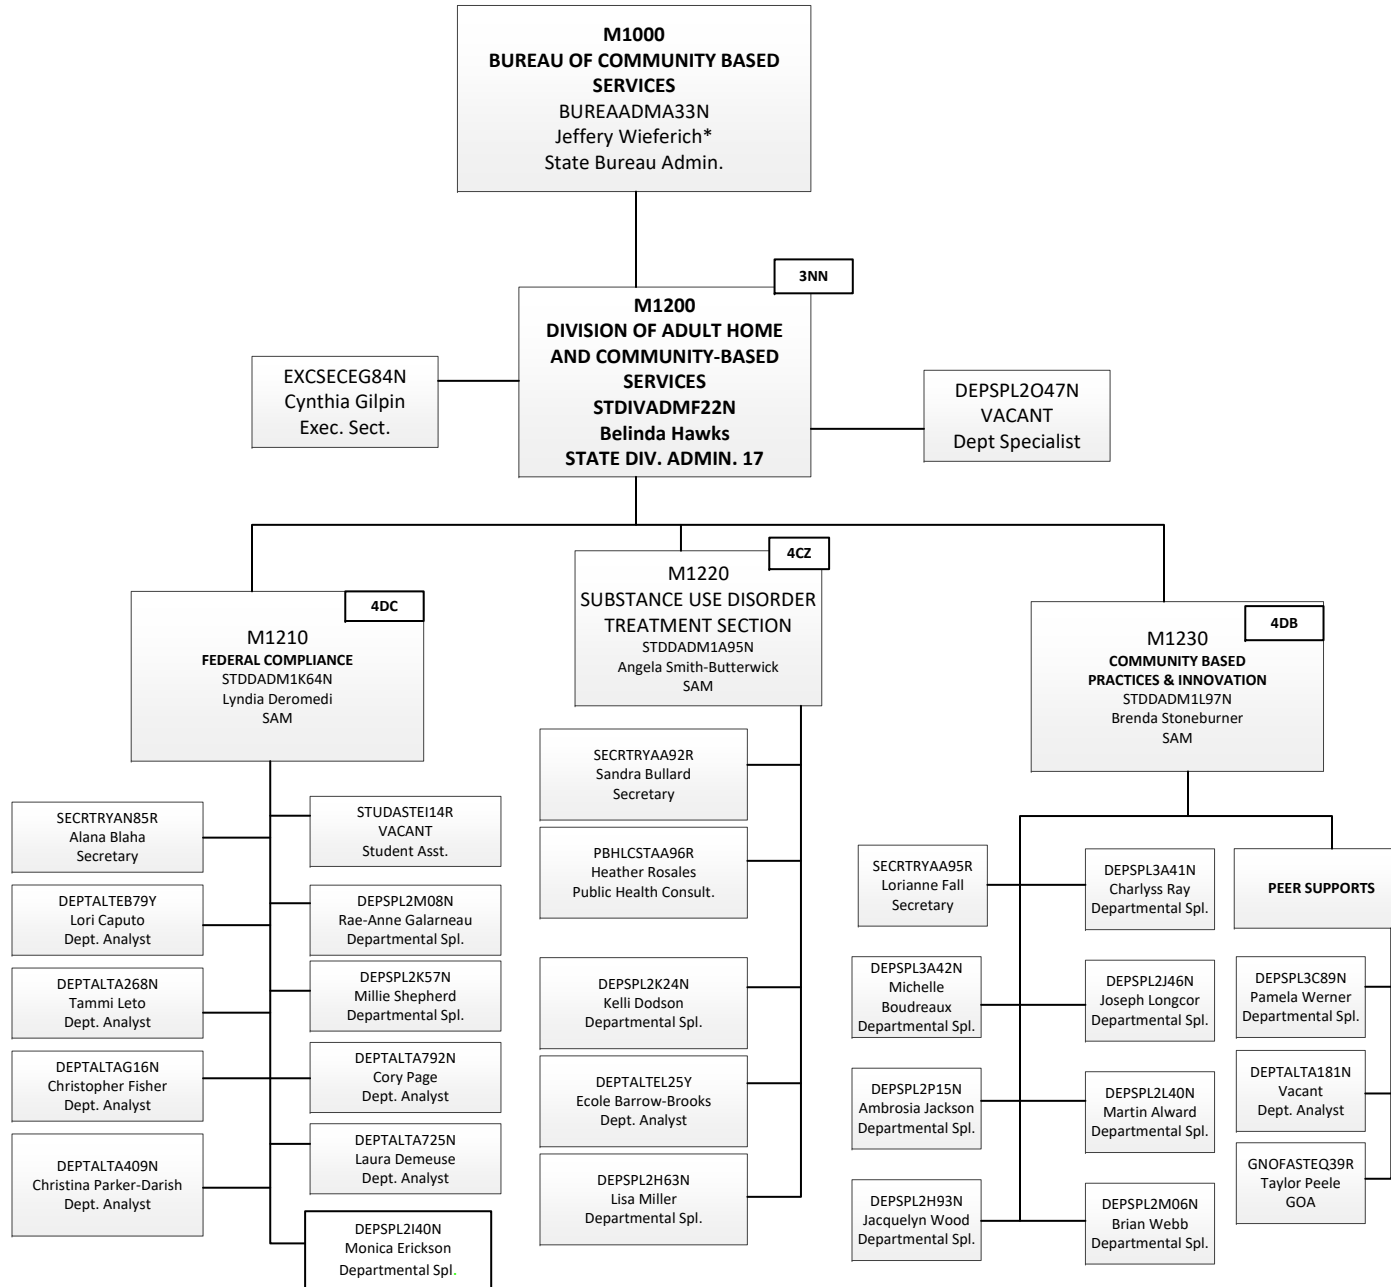 M1000
BUREAU OF COMMUNITY BASED
SERVICES
BUREAADMA33N
Jeffery Wieferich*
State Bureau Admin.
3NN
M1200
DIVISION OF ADULT HOME
AND COMMUNITY-BASED
SERVICES
STDIVADMF22N
Belinda Hawks
STATE DIV. ADMIN. 17
EXCSECEG84N
Cynthia Gilpin
Exec. Sect.
DEPSPL2O47N
VACANT
Dept Specialist
4DC
M1210
FEDERAL COMPLIANCE
STDDADM1K64N
Lyndia Deromedi
SAM
SECRTRYAN85R
Alana Blaha
Secretary
STUDASTEI14R
VACANT
Student Asst.
DEPTALTEB79Y
Lori Caputo
Dept. Analyst
DEPSPL2M08N
Rae-Anne Galarneau
Departmental Spl.
DEPTALTA268N
Tammi Leto
Dept. Analyst
DEPSPL2K57N
Millie Shepherd
Departmental Spl.
DEPTALTAG16N
Christopher Fisher
Dept. Analyst
DEPTALTA792N
Cory Page
Dept. Analyst
DEPTALTA409N
Christina Parker-Darish
Dept. Analyst
DEPTALTA725N
Laura Demeuse
Dept. Analyst
DEPSPL2I40N
Monica Erickson
Departmental Spl.
4CZ
M1220
SUBSTANCE USE DISORDER
TREATMENT SECTION
STDDADM1A95N
Angela Smith-Butterwick
SAM
SECRTRYAA92R
Sandra Bullard
Secretary
PBHLCSTAA96R
Heather Rosales
Public Health Consult.
DEPSPL2K24N
Kelli Dodson
Departmental Spl.
DEPTALTEL25Y
Ecole Barrow-Brooks
Dept. Analyst
DEPSPL2H63N
Lisa Miller
Departmental Spl.
4DB
M1230
COMMUNITY BASED
PRACTICES & INNOVATION
STDDADM1L97N
Brenda Stoneburner
SAM
SECRTRYAA95R
Lorianne Fall
Secretary
DEPSPL3A41N
Charlyss Ray
Departmental Spl.
DEPSPL3A42N
Michelle
Boudreaux
Departmental Spl.
DEPSPL2J46N
Joseph Longcor
Departmental Spl.
DEPSPL2P15N
Ambrosia Jackson
Departmental Spl.
DEPSPL2L40N
Martin Alward
Departmental Spl.
DEPSPL2H93N
Jacquelyn Wood
Departmental Spl.
DEPSPL2M06N
Brian Webb
Departmental Spl.
PEER SUPPORTS
DEPSPL3C89N
Pamela Werner
Departmental Spl.
DEPTALTA181N
Vacant
Dept. Analyst
GNOFASTEQ39R
Taylor Peele
GOA